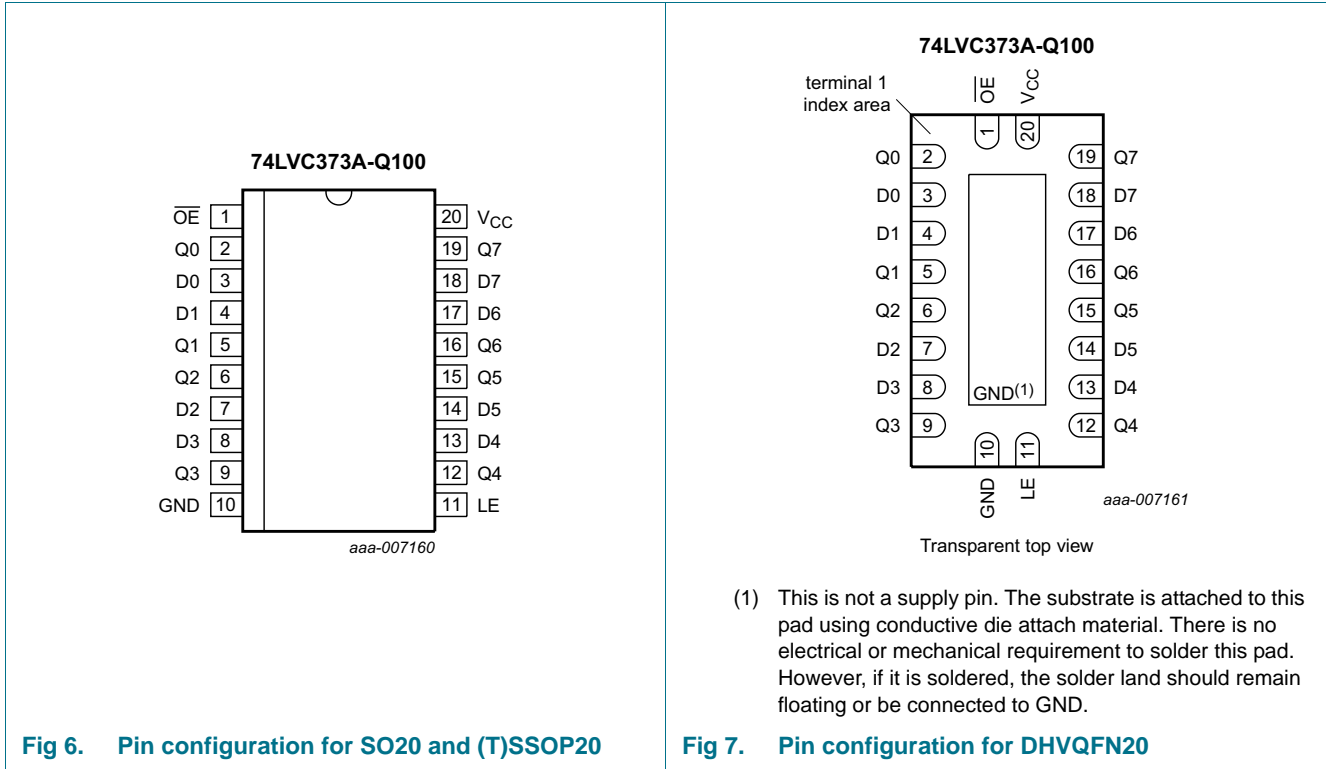 74LVC373A-Q100
OE 1 20 VCC
Q0 2 19 Q7
D0 3 18 D7
D1 4 17 D6
Q1 5 16 Q6
Q2 6 15 Q5
D2 7 14 D5
D3 8 13 D4
Q3 9 12 Q4
GND 10 11 LE
aaa-007160
Fig 6. Pin configuration for SO20 and (T)SSOP20
74LVC373A-Q100
terminal 1
index area
OE VCC
1 20
Q0 2 19 Q7
D0 3 18 D7
D1 4 17 D6
Q1 5 16 Q6
Q2 6 15 Q5
D2 7 14 D5
D3 8 GND(1) 13 D4
Q3 9 12 Q4
10 11
GND LE
aaa-007161
Transparent top view
(1) This is not a supply pin. The substrate is attached to this
pad using conductive die attach material. There is no
electrical or mechanical requirement to solder this pad.
However, if it is soldered, the solder land should remain
floating or be connected to GND.
Fig 7. Pin configuration for DHVQFN20